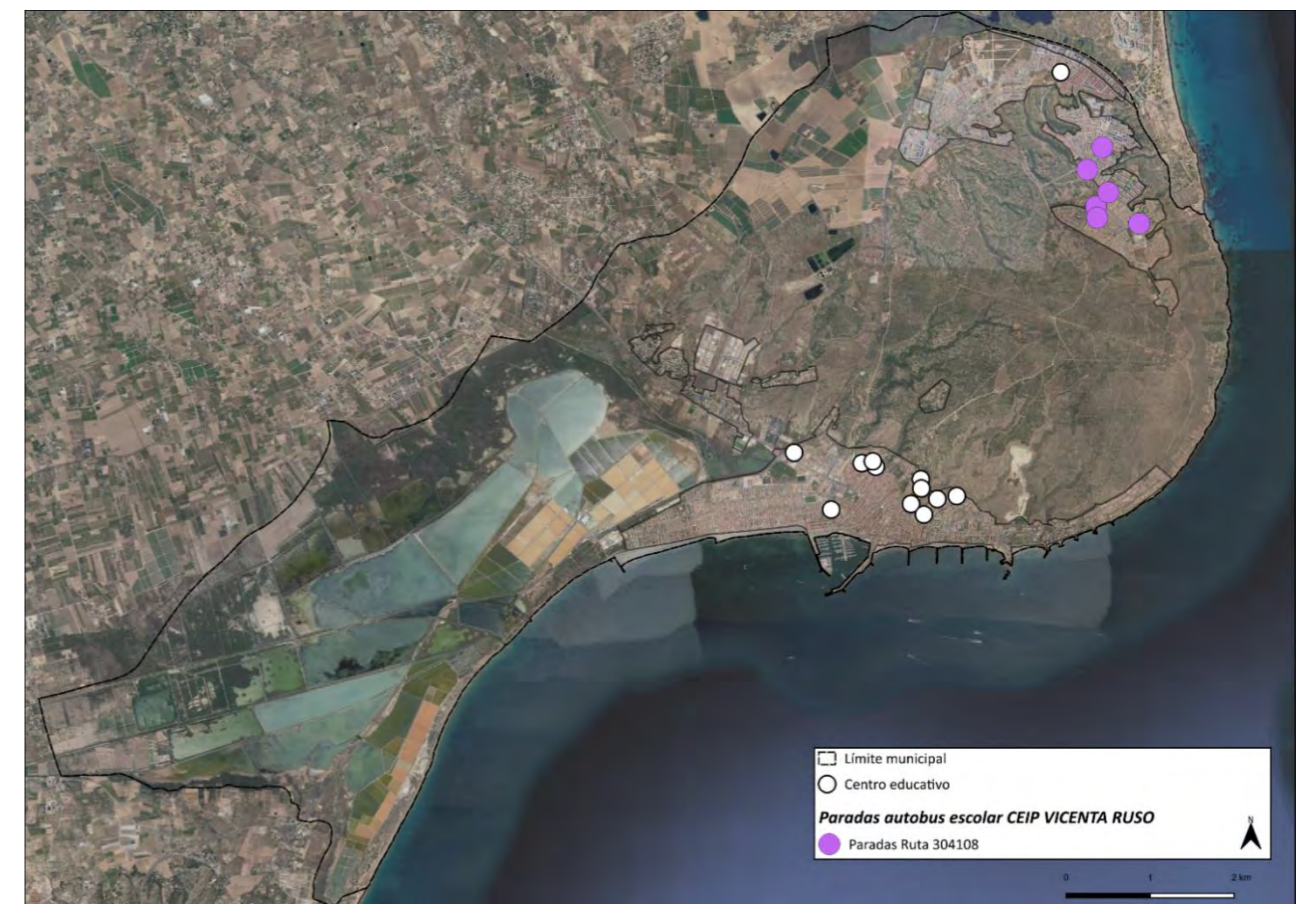 Límite municipal
Centro educativo
Paradas autobus escolar CEIP VICENTA RUSO
Paradas Ruta 304108
N
0 1 2 km